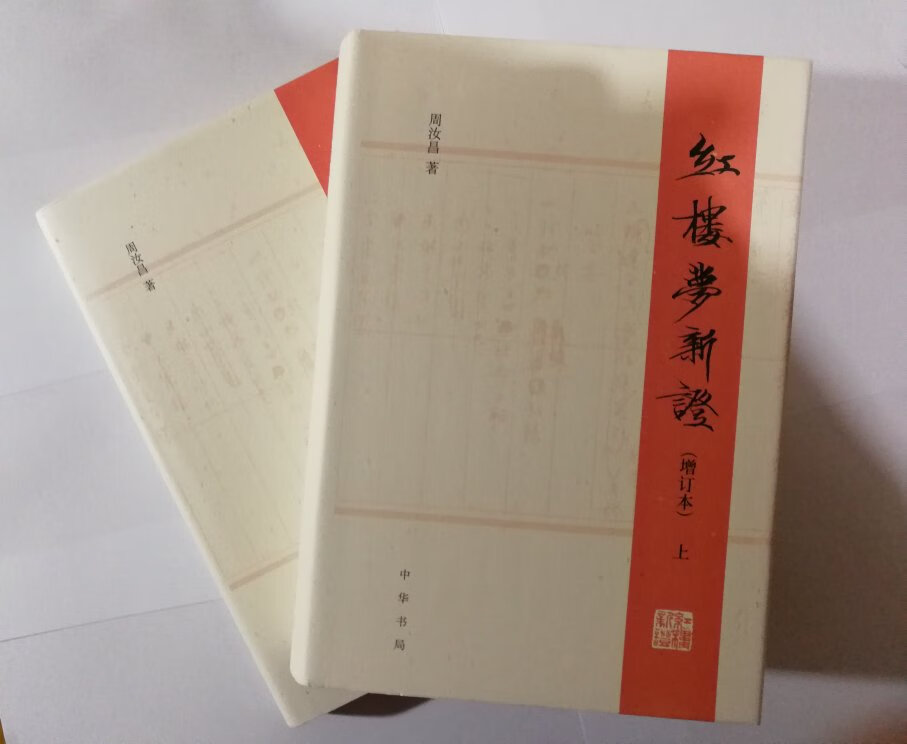 紅樓夢新證
（增订本）
上
周汝昌 著
中华书局
周汝昌 著